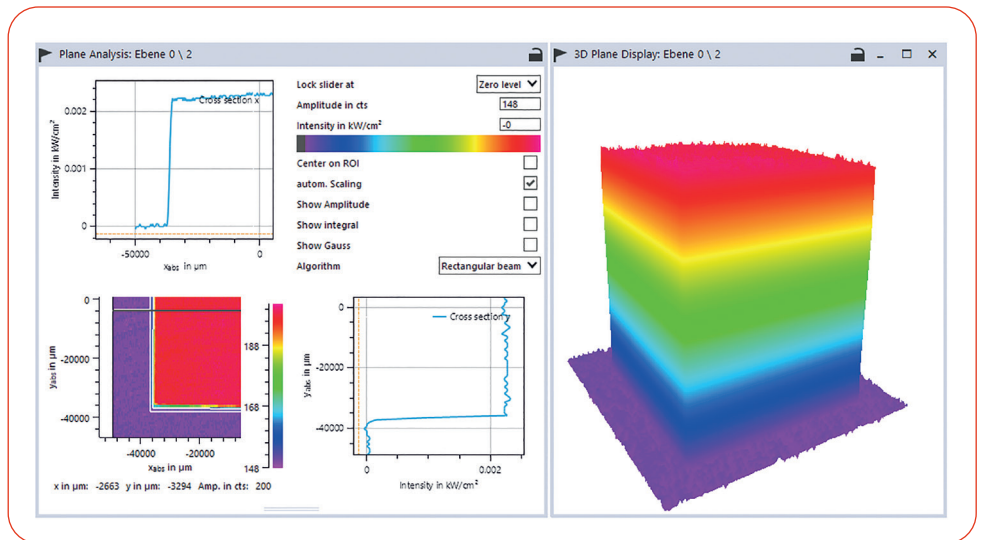 Plane Analysis: Ebene 0 \ 2
Cross section x
0.002
0.001
0
Intensity in kW/cm²
-50000
0
xabs in µm
Lock slider at
Zero level
Amplitude in cts
148
Intensity in kW/cm²
-0
Center on ROI
autom. Scaling
Show Amplitude
Show integral
Show Gauss
Algorithm
Rectangular beam
0
-20000
-40000
yabs in µm
-40000
-20000
xabs in µm
188
168
148
Cross section y
0
-20000
-40000
yabs in µm
0
0.002
Intensity in kW/cm²
x in µm: -2663 y in µm: -3294 Amp. in cts: 200
3D Plane Display: Ebene 0 \ 2